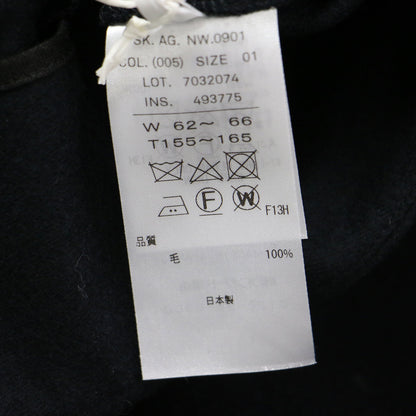 SK. AG. NW.0901
COL. (005) SIZE 01
LOT. 7032074
INS. 493775
W 62～ 66
T155～165
F W F13H
品質
毛 100%
日本製